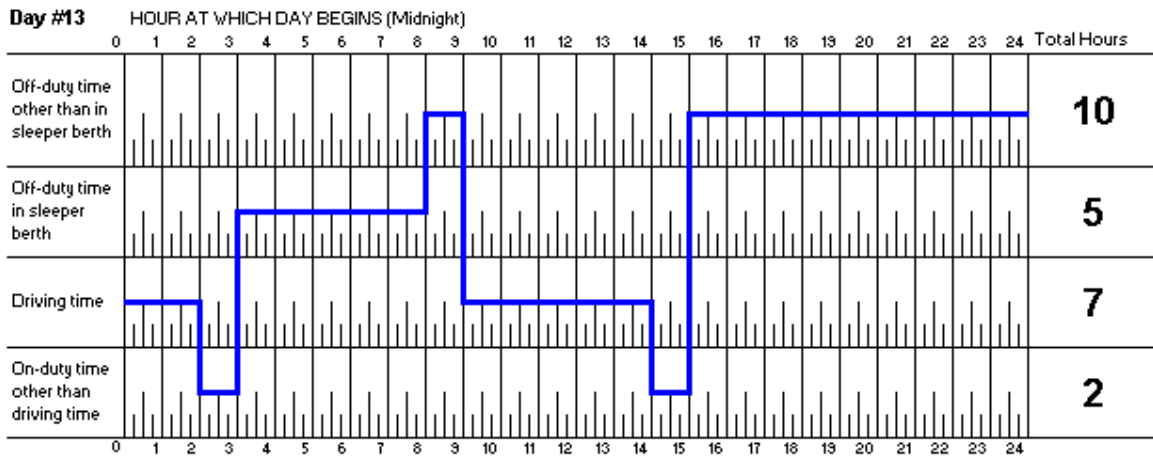 Day #13 HOUR AT WHICH DAY BEGINS (Midnight)
0 1 2 3 4 5 6 7 8 9 10 11 12 13 14 15 16 17 18 19 20 21 22 23 24 Total Hours
Off-duty time
other than in
sleeper berth
10
Off-duty time
in sleeper
berth
5
Driving time
7
On-duty time
other than
driving time
2
0 1 2 3 4 5 6 7 8 9 10 11 12 13 14 15 16 17 18 19 20 21 22 23 24